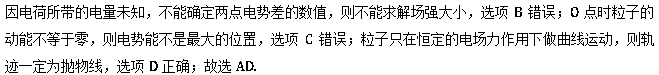 因电荷所带的电量未知，不能确定两点电势差的数值，则不能求解场强大小，选项 B 错误；O 点时粒子的
动能不等于零，则电势能不是最大的位置，选项 C 错误；粒子只在恒定的电场力作用下做曲线运动，则轨
迹一定为抛物线，选项 D 正确；故选 AD.